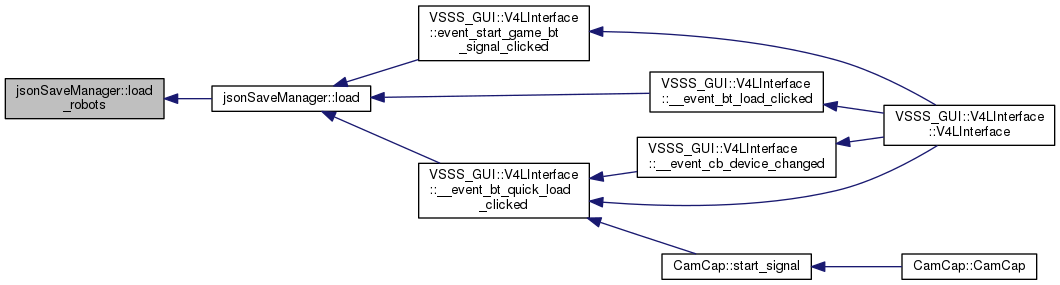 jsonSaveManager::load
_robots
jsonSaveManager::load
VSSS_GUI::V4LInterface
::event_start_game_bt
_signal_clicked
VSSS_GUI::V4LInterface
::__event_bt_load_clicked
VSSS_GUI::V4LInterface
::__event_cb_device_changed
VSSS_GUI::V4LInterface
::__event_bt_quick_load
_clicked
VSSS_GUI::V4LInterface
::V4LInterface
CamCap::start_signal
CamCap::CamCap